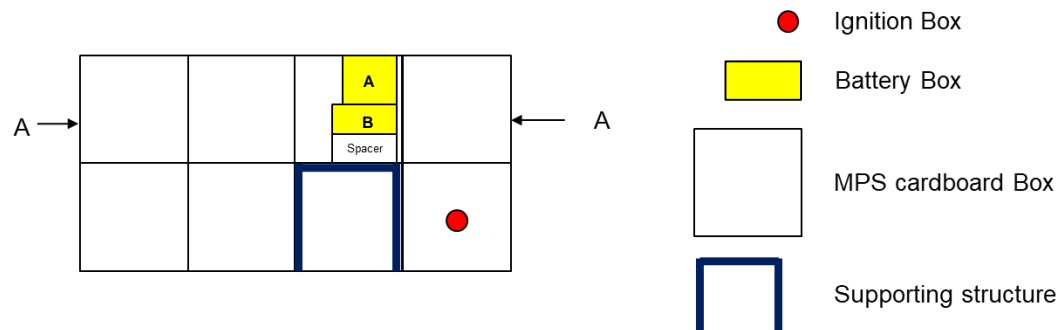 Ignition Box
A
Battery Box
B
A
A
Spacer
MPS cardboard Box
Supporting structure